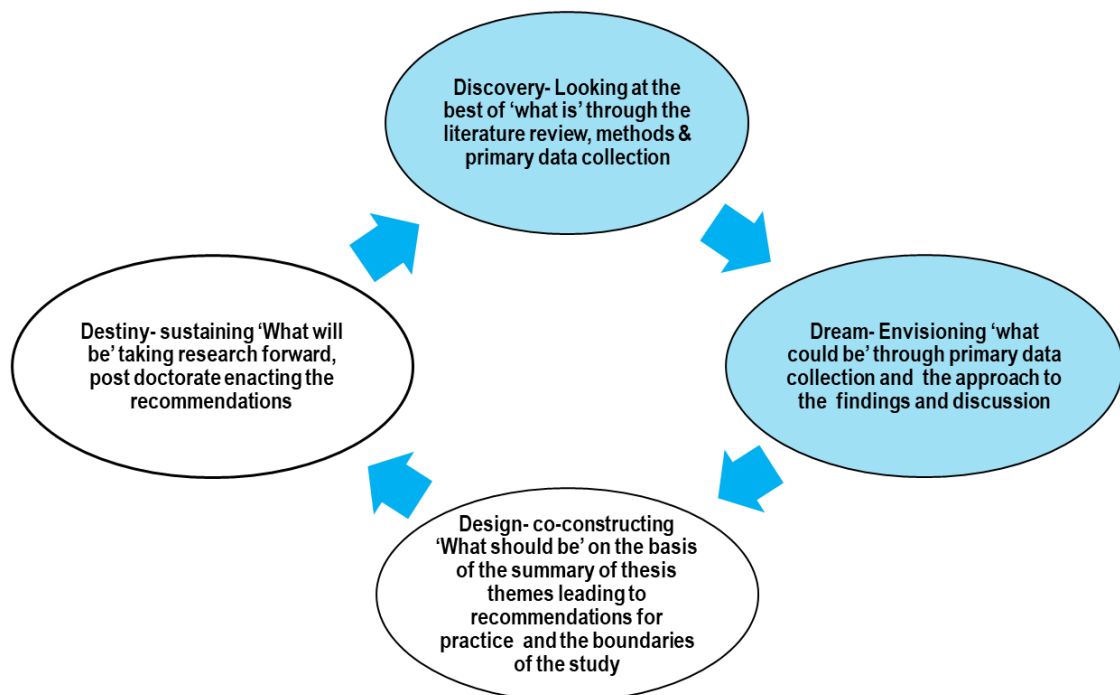 Discovery- Looking at the
best of ‘what is’ through the
literature review, methods &
primary data collection
Dream- Envisioning ‘what
could be’ through primary data
collection and the approach to
the findings and discussion
Design- co-constructing
‘What should be’ on the basis
of the summary of thesis
themes leading to
recommendations for
practice and the boundaries
of the study
Destiny- sustaining ‘What will
be’ taking research forward,
post doctorate enacting the
recommendations